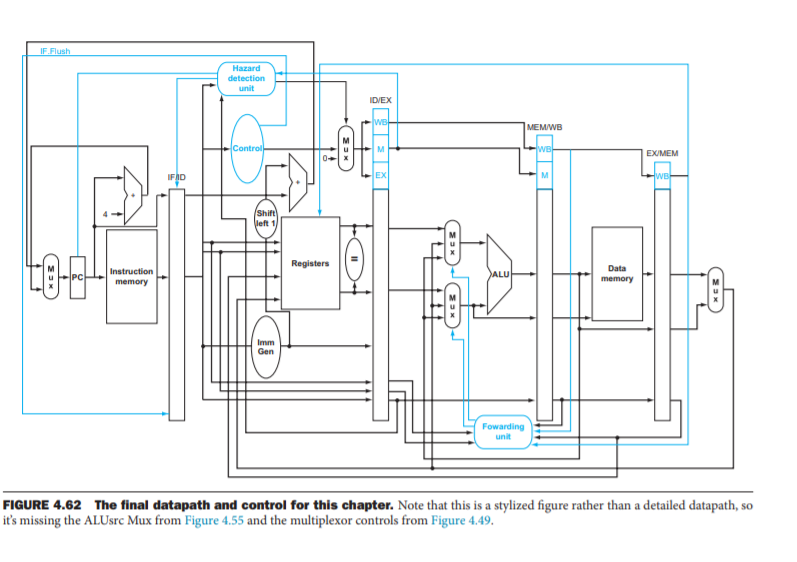 IF.Flush
Hazard
detection
unit
ID/EX
WB
MEM/WB
Control
M
u
x
0
M
WB
EX/MEM
EX
M
WB
IF/ID
+
+
4
Shift
left 1
M
u
x
PC
Instruction
memory
Registers
=
M
u
x
ALU
Data
memory
M
u
x
M
u
x
Imm
Gen
Fowarding
unit
FIGURE 4.62 The final datapath and control for this chapter. Note that this is a stylized figure rather than a detailed datapath, so
it's missing the ALUsrc Mux from Figure 4.55 and the multiplexor controls from Figure 4.49.